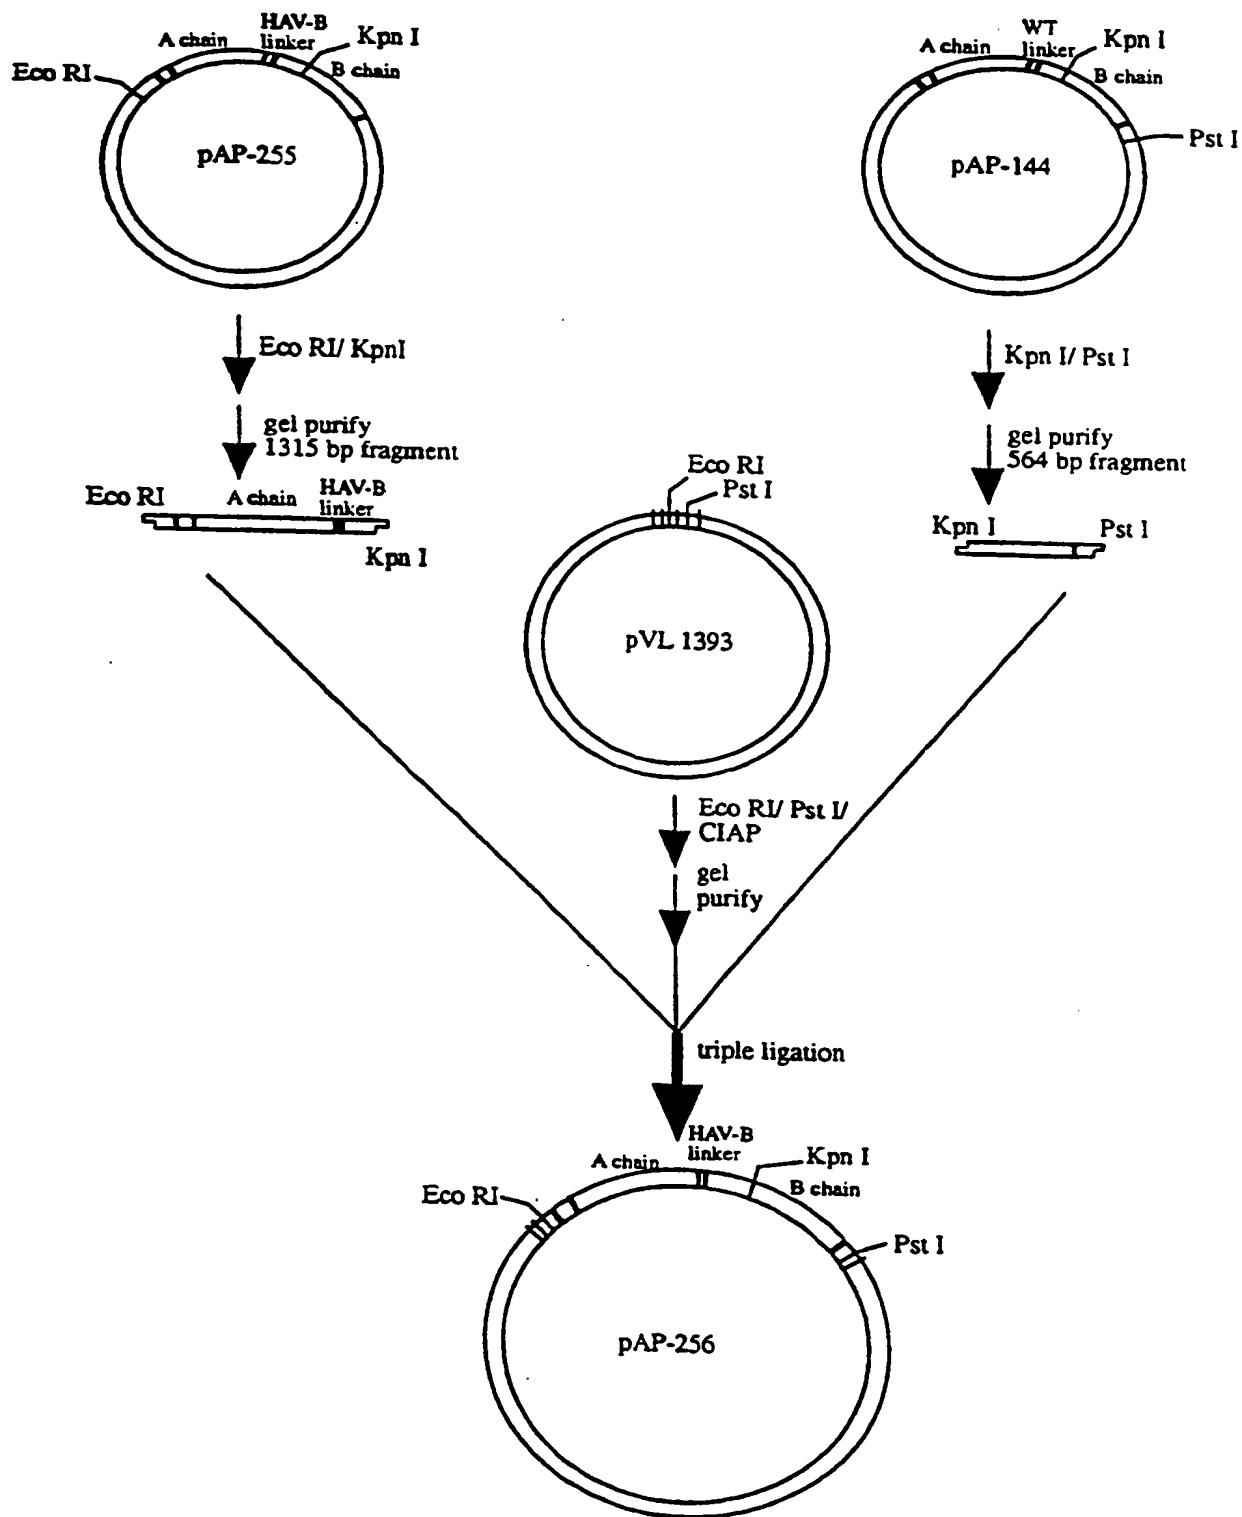 HAV-B
linker
A chain
Kpn I
B chain
Eco RI
pAP-255
WT
linker
A chain
Kpn I
B chain
Pst I
pAP-144
Eco RI/ KpnI
gel purify
1315 bp fragment
Kpn I/ Pst I
gel purify
564 bp fragment
Eco RI
A chain
HAV-B
linker
Kpn I
Eco RI
Pst I
Kpn I
Pst I
pVL 1393
Eco RI/ Pst I/
CIAP
gel
purify
triple ligation
HAV-B
linker
A chain
Kpn I
B chain
Eco RI
Pst I
pAP-256